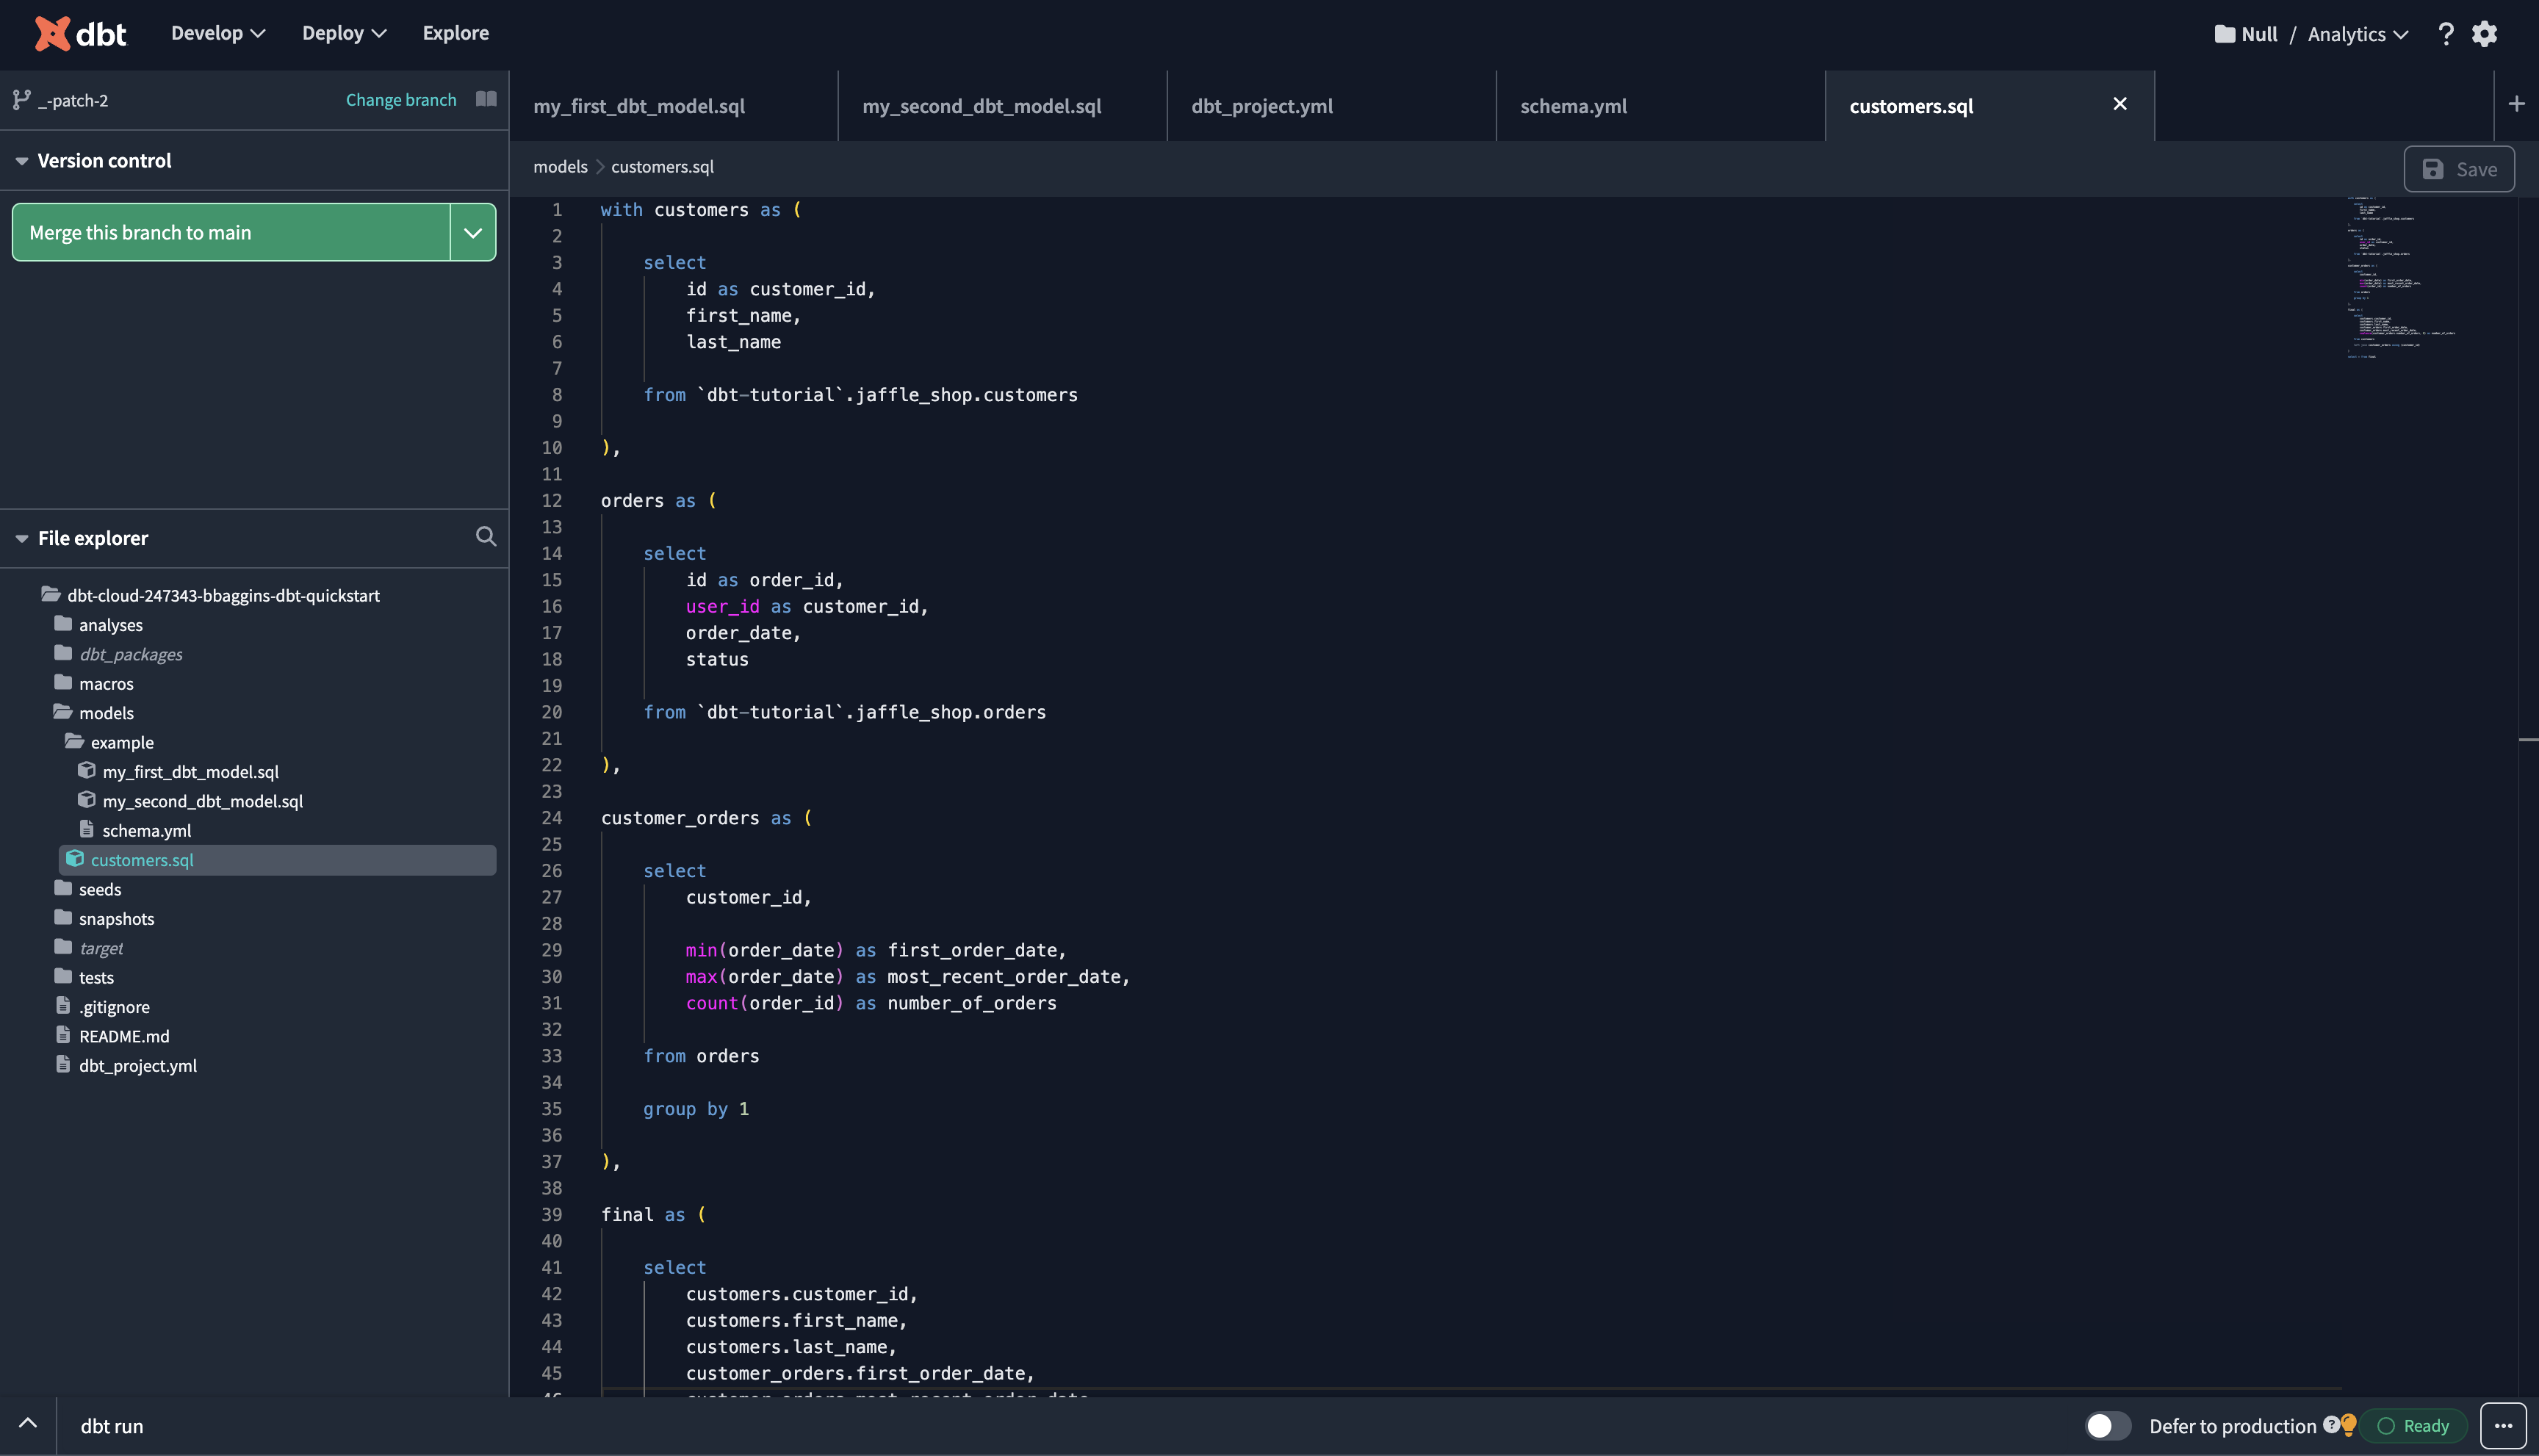 dbt
Develop
Deploy
Explore
Null / Analytics
?
_-patch-2
Change branch
Version control
Merge this branch to main
File explorer
dbt-cloud-247343-bbaggins-dbt-quickstart
analyses
dbt_packages
macros
models
example
my_first_dbt_model.sql
my_second_dbt_model.sql
schema.yml
customers.sql
seeds
snapshots
target
tests
.gitignore
README.md
dbt_project.yml
my_first_dbt_model.sql
my_second_dbt_model.sql
dbt_project.yml
schema.yml
customers.sql
models > customers.sql
Save
1 with customers as (
2
3 select
4 id as customer_id,
5 first_name,
6 last_name
7
8 from `dbt-tutorial`.jaffle_shop.customers
9
10 ),
11
12 orders as (
13
14 select
15 id as order_id,
16 user_id as customer_id,
17 order_date,
18 status
19
20 from `dbt-tutorial`.jaffle_shop.orders
21
22 ),
23
24 customer_orders as (
25
26 select
27 customer_id,
28
29 min(order_date) as first_order_date,
30 max(order_date) as most_recent_order_date,
31 count(order_id) as number_of_orders
32
33 from orders
34
35 group by 1
36
37 ),
38
39 final as (
40
41 select
42 customers.customer_id,
43 customers.first_name,
44 customers.last_name,
45 customer_orders.first_order_date,
46 customer_orders.most_recent_order_date
dbt run
Defer to production ?
Ready